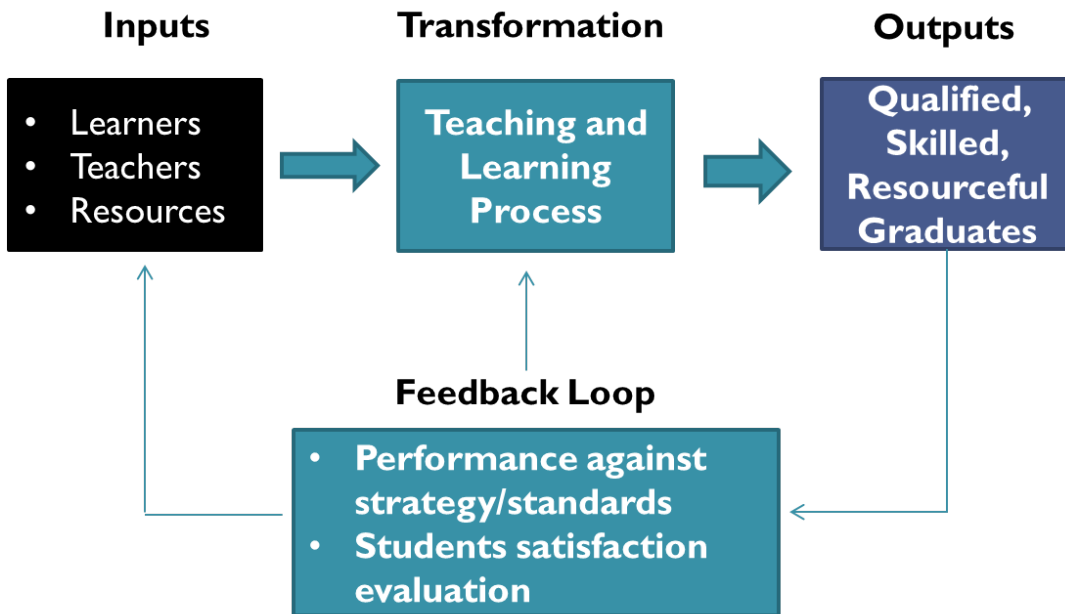 Inputs
Transformation
Outputs
• Learners
• Teachers
• Resources
Teaching and
Learning
Process
Qualified,
Skilled,
Resourceful
Graduates
Feedback Loop
• Performance against
strategy/standards
• Students satisfaction
evaluation